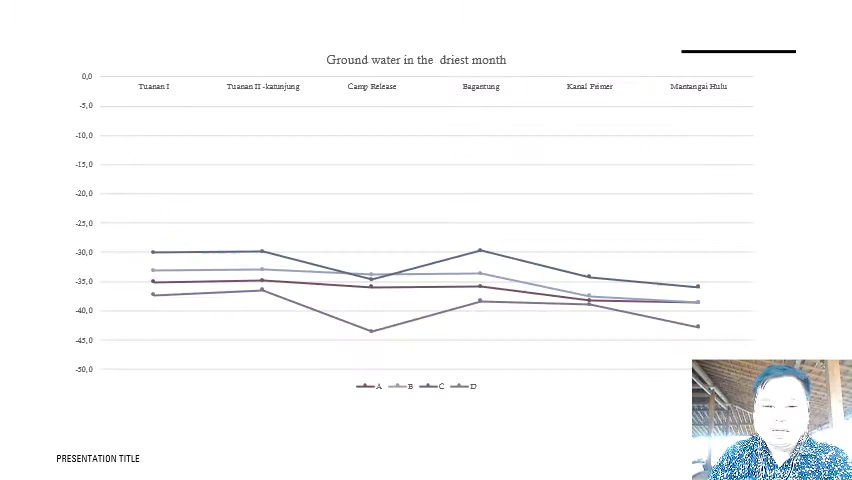 Ground water in the driest month
0,0
Tuanan I Tuanan II -katunjung Camp Release Bagantung Kanal Primer Mantangai Hulu
-5,0
-10,0
-15,0
-20,0
-25,0
-30,0
-35,0
-40,0
-45,0
-50,0
A B C D
PRESENTATION TITLE